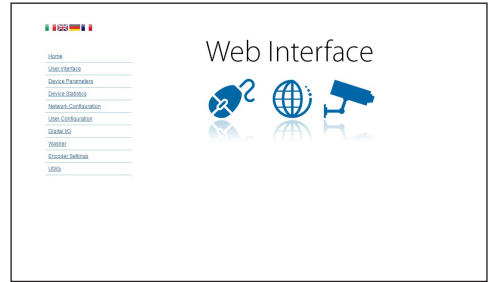 Web Interface
Home
User interface
Device Parameters
Device Statistics
Network Configuration
User Configuration
Digital I/O
Washer
Encoder Settings
Utility